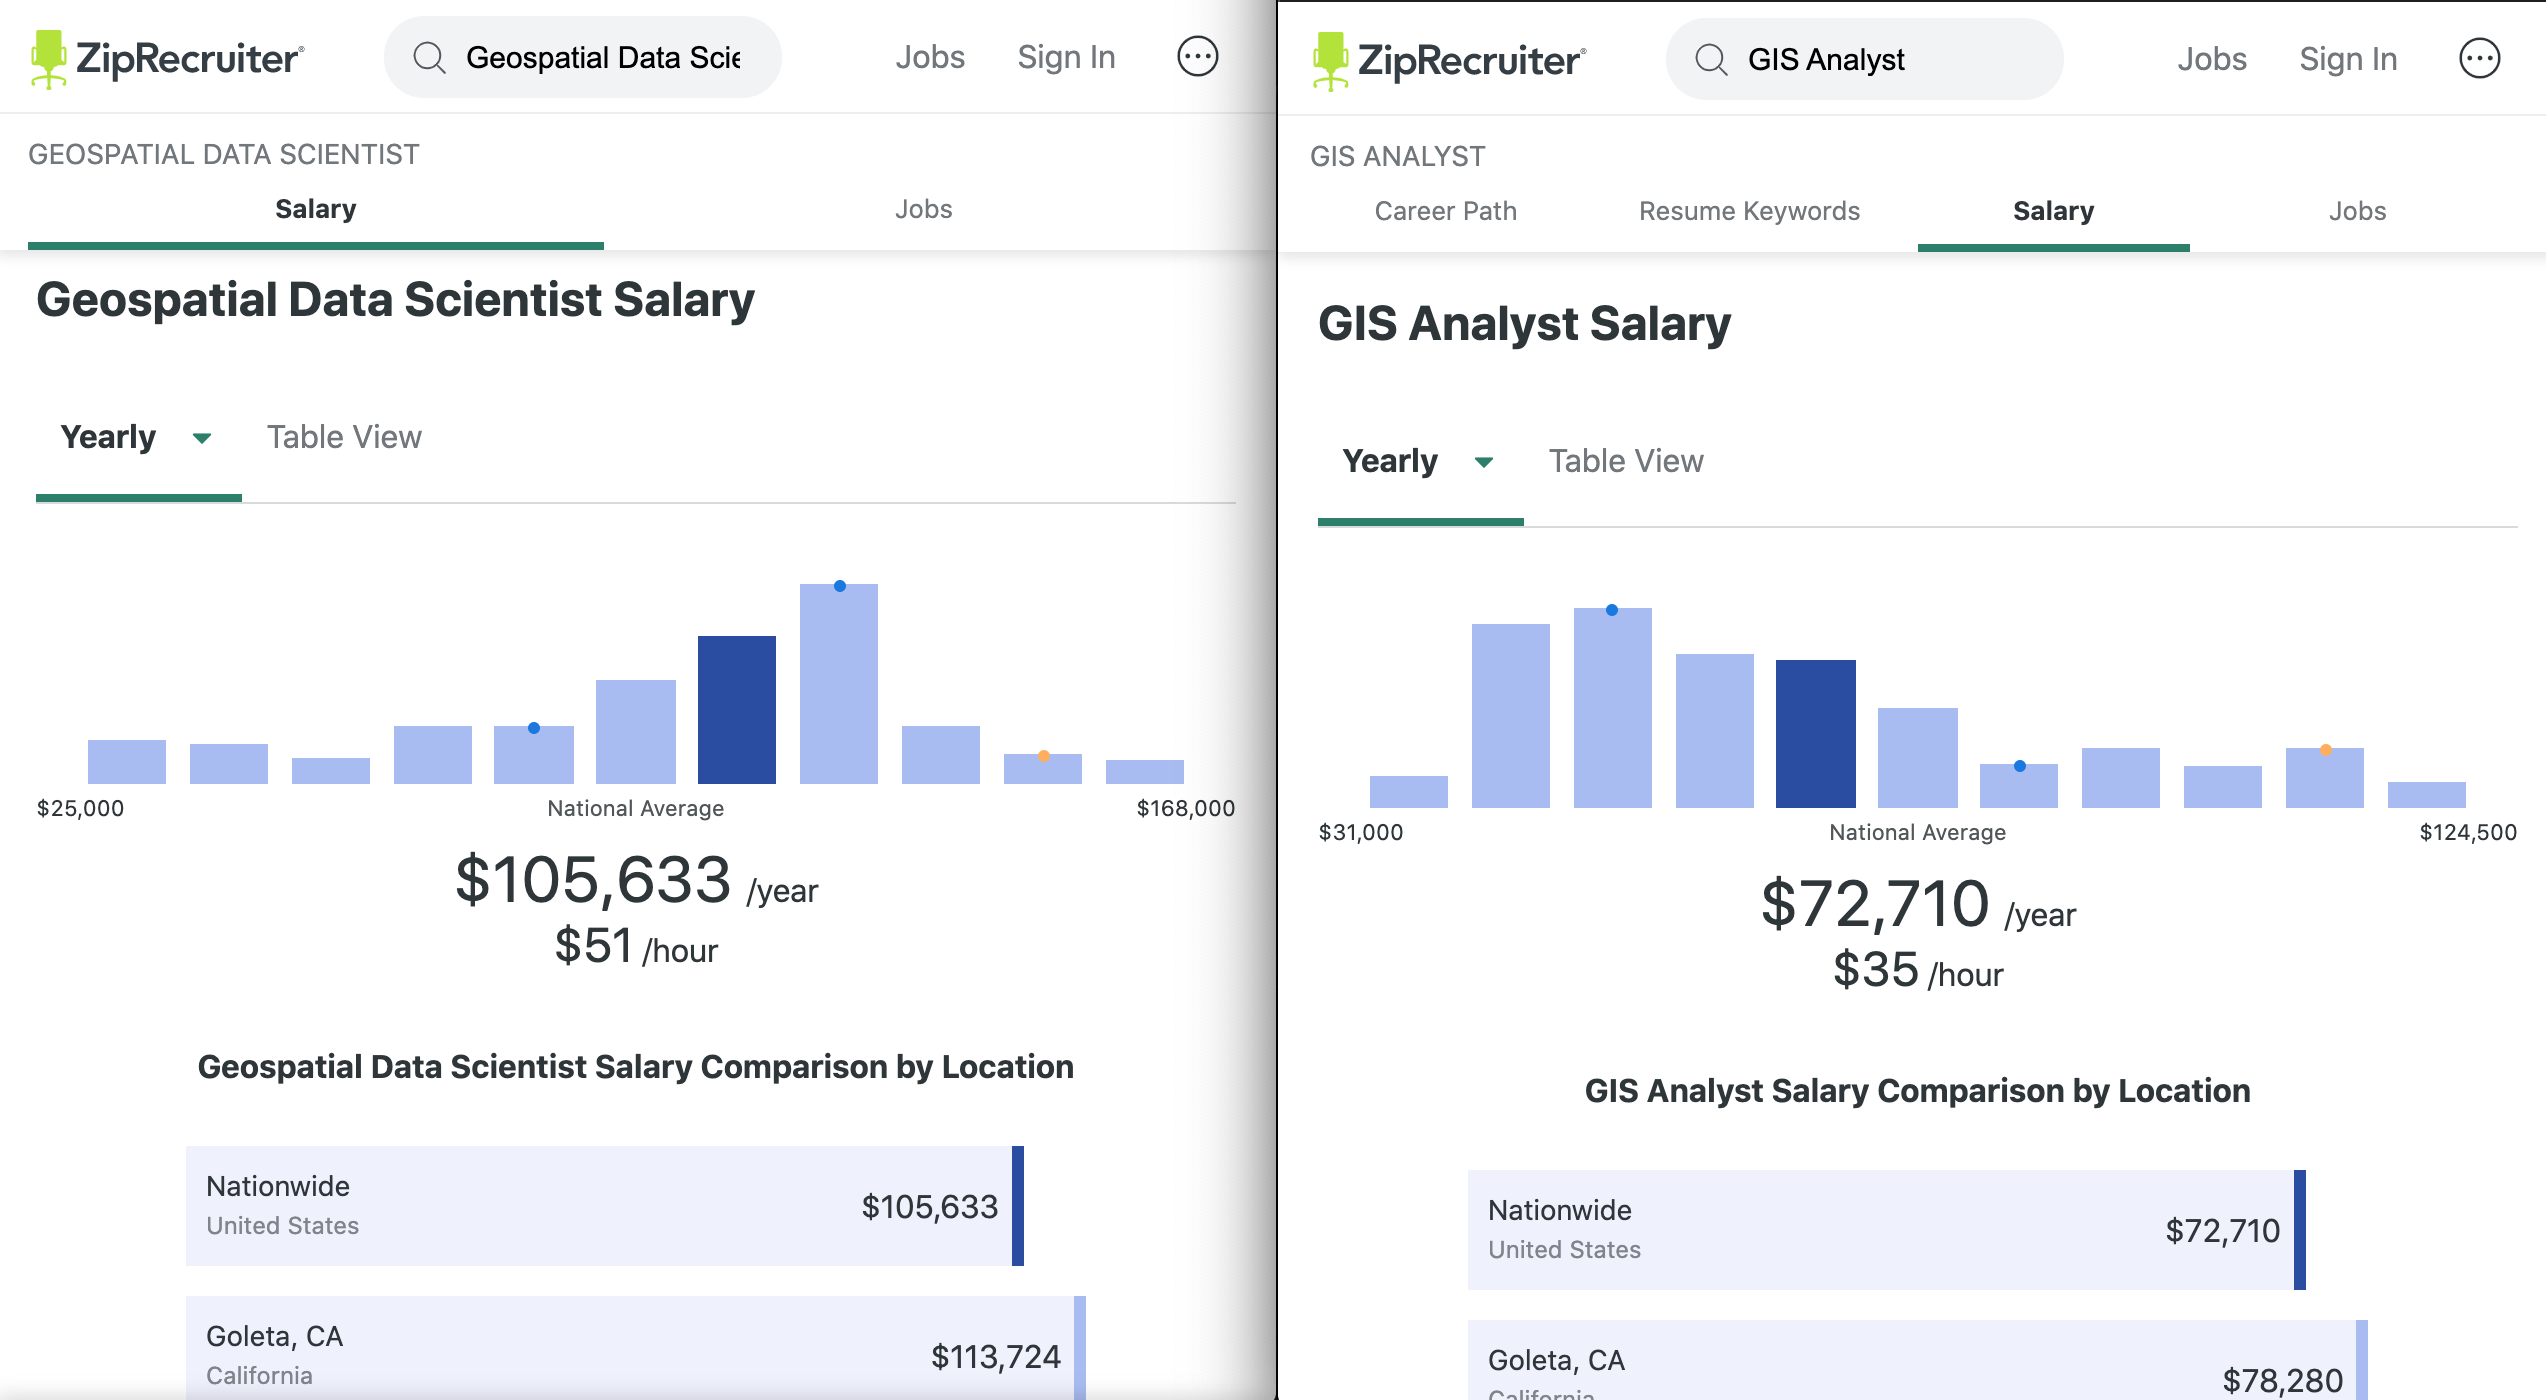 ZipRecruiter®
Geospatial Data Scie
Jobs
Sign In
GEOSPATIAL DATA SCIENTIST
Salary
Jobs
Geospatial Data Scientist Salary
Yearly
Table View
$25,000
National Average
$168,000
$105,633 /year
$51 /hour
Geospatial Data Scientist Salary Comparison by Location
Nationwide
United States
$105,633
Goleta, CA
California
$113,724
ZipRecruiter®
GIS Analyst
Jobs
Sign In
GIS ANALYST
Career Path
Resume Keywords
Salary
Jobs
GIS Analyst Salary
Yearly
Table View
$31,000
National Average
$124,500
$72,710 /year
$35 /hour
GIS Analyst Salary Comparison by Location
Nationwide
United States
$72,710
Goleta, CA
California
$78,280